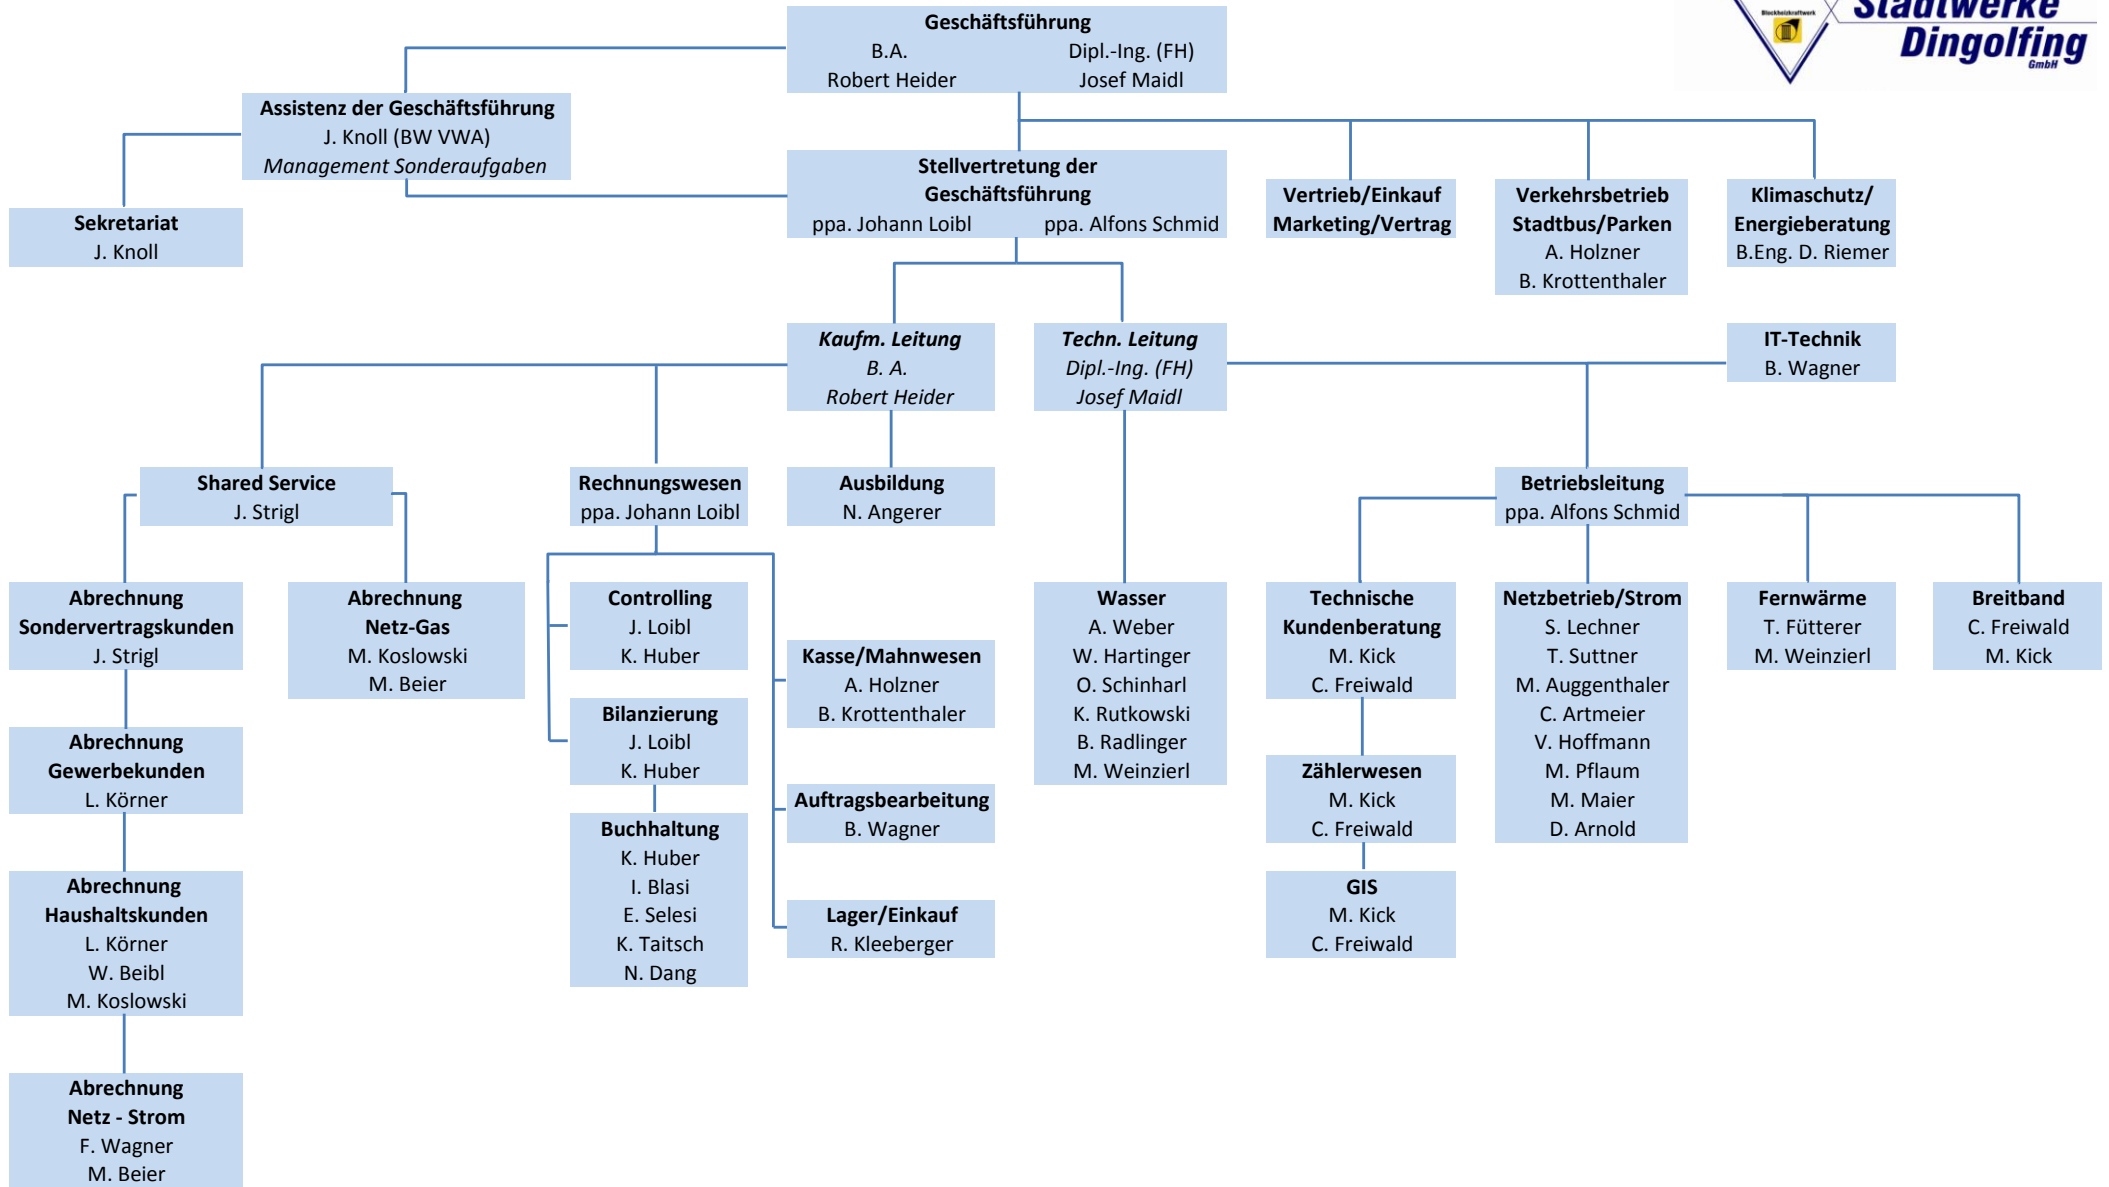 Geschäftsführung
B.A. Dipl.-Ing. (FH)
Robert Heider Josef Maidl
Blockheizkraftwerk
Stadtwerke
Dingolfing
GmbH
Assistenz der Geschäftsführung
J. Knoll (BW VWA)
Management Sonderaufgaben
Sekretariat
J. Knoll
Stellvertretung der
Geschäftsführung
ppa. Johann Loibl ppa. Alfons Schmid
Vertrieb/Einkauf
Marketing/Vertrag
Verkehrsbetrieb
Stadtbus/Parken
A. Holzner
B. Krottenthaler
Klimaschutz/
Energieberatung
B.Eng. D. Riemer
Kaufm. Leitung
B. A.
Robert Heider
Techn. Leitung
Dipl.-Ing. (FH)
Josef Maidl
IT-Technik
B. Wagner
Shared Service
J. Strigl
Rechnungswesen
ppa. Johann Loibl
Ausbildung
N. Angerer
Betriebsleitung
ppa. Alfons Schmid
Abrechnung
Sondervertragskunden
J. Strigl
Abrechnung
Netz-Gas
M. Koslowski
M. Beier
Controlling
J. Loibl
K. Huber
Kasse/Mahnwesen
A. Holzner
B. Krottenthaler
Wasser
A. Weber
W. Hartinger
O. Schinharl
K. Rutkowski
B. Radlinger
M. Weinzierl
Technische
Kundenberatung
M. Kick
C. Freiwald
Netzbetrieb/Strom
S. Lechner
T. Suttner
M. Auggenthaler
C. Artmeier
V. Hoffmann
M. Pflaum
M. Maier
D. Arnold
Fernwärme
T. Fütterer
M. Weinzierl
Breitband
C. Freiwald
M. Kick
Abrechnung
Gewerbekunden
L. Körner
Bilanzierung
J. Loibl
K. Huber
Auftragsbearbeitung
B. Wagner
Zählerwesen
M. Kick
C. Freiwald
Abrechnung
Haushaltskunden
L. Körner
W. Beibl
M. Koslowski
Buchhaltung
K. Huber
I. Blasi
E. Selesi
K. Taitsch
N. Dang
Lager/Einkauf
R. Kleeberger
GIS
M. Kick
C. Freiwald
Abrechnung
Netz - Strom
F. Wagner
M. Beier